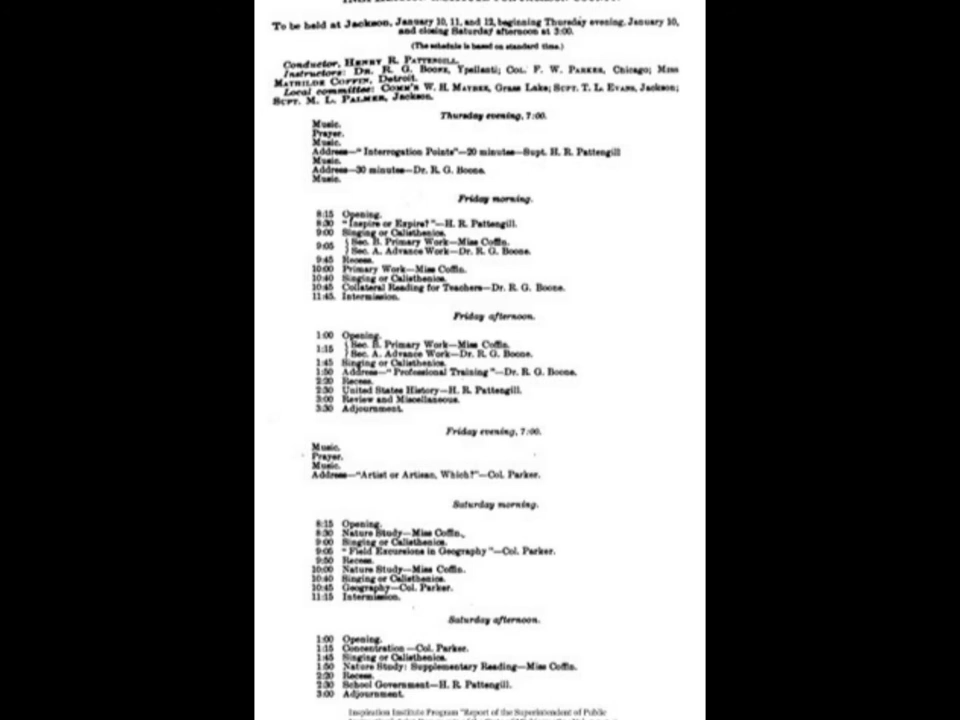 To be held at Jackson, January 10, 11, and 12, beginning Thursday evening, January 10,
and closing Saturday afternoon at 3:00.
(The schedule is based on standard time.)
Conductor, HENRY R. PATTENGILL.
Instructors: DR. R. G. BOONE, Ypsilanti; COL. F. W. PARKER, Chicago; MISS
MATHILDE COFFIN, Detroit.
Local committee: COMM'R W. H. MAYBEE, Grass Lake; SUPT. T. L. EVANS, Jackson;
SUPT. M. L. PALMER, Jackson.
Thursday evening, 7:00.
Music.
Prayer.
Music.
Address—"Interrogation Points"—20 minutes—Supt. H. R. Pattengill
Music.
Address—30 minutes—Dr. R. G. Boone.
Music.
Friday morning.
8:15 Opening.
8:30 "Inspire or Expire?"—H. R. Pattengill.
9:00 Singing or Calisthenics.
9:05 { Sec. B. Primary Work—Miss Coffin.
{ Sec. A. Advance Work—Dr. R. G. Boone.
9:45 Recess.
10:00 Primary Work—Miss Coffin.
10:40 Singing or Calisthenics.
10:45 Collateral Reading for Teachers—Dr. R. G. Boone.
11:45. Intermission.
Friday afternoon.
1:00 Opening.
1:15 { Sec. B. Primary Work—Miss Coffin.
{ Sec. A. Advance Work—Dr. R. G. Boone.
1:45 Singing or Calisthenics.
1:50 Address—"Professional Training"—Dr. R. G. Boone.
2:20 Recess.
2:30 United States History—H. R. Pattengill.
3:00 Review and Miscellaneous.
3:30 Adjournment.
Friday evening, 7:00.
Music.
Prayer.
Music.
Address—"Artist or Artisan, Which?"—Col. Parker.
Saturday morning.
8:15 Opening.
8:30 Nature Study—Miss Coffin.
9:00 Singing or Calisthenics.
9:05 "Field Excursions in Geography"—Col. Parker.
9:50 Recess.
10:00 Nature Study—Miss Coffin.
10:40 Singing or Calisthenics.
10:45 Geography—Col. Parker.
11:15 Intermission.
Saturday afternoon.
1:00 Opening.
1:15 Concentration—Col. Parker.
1:45 Singing or Calisthenics.
1:50 Nature Study: Supplementary Reading—Miss Coffin.
2:20 Recess.
2:30 School Government—H. R. Pattengill.
3:00 Adjournment.
Inspiration Institute Program "Report of the Superintendent of Public